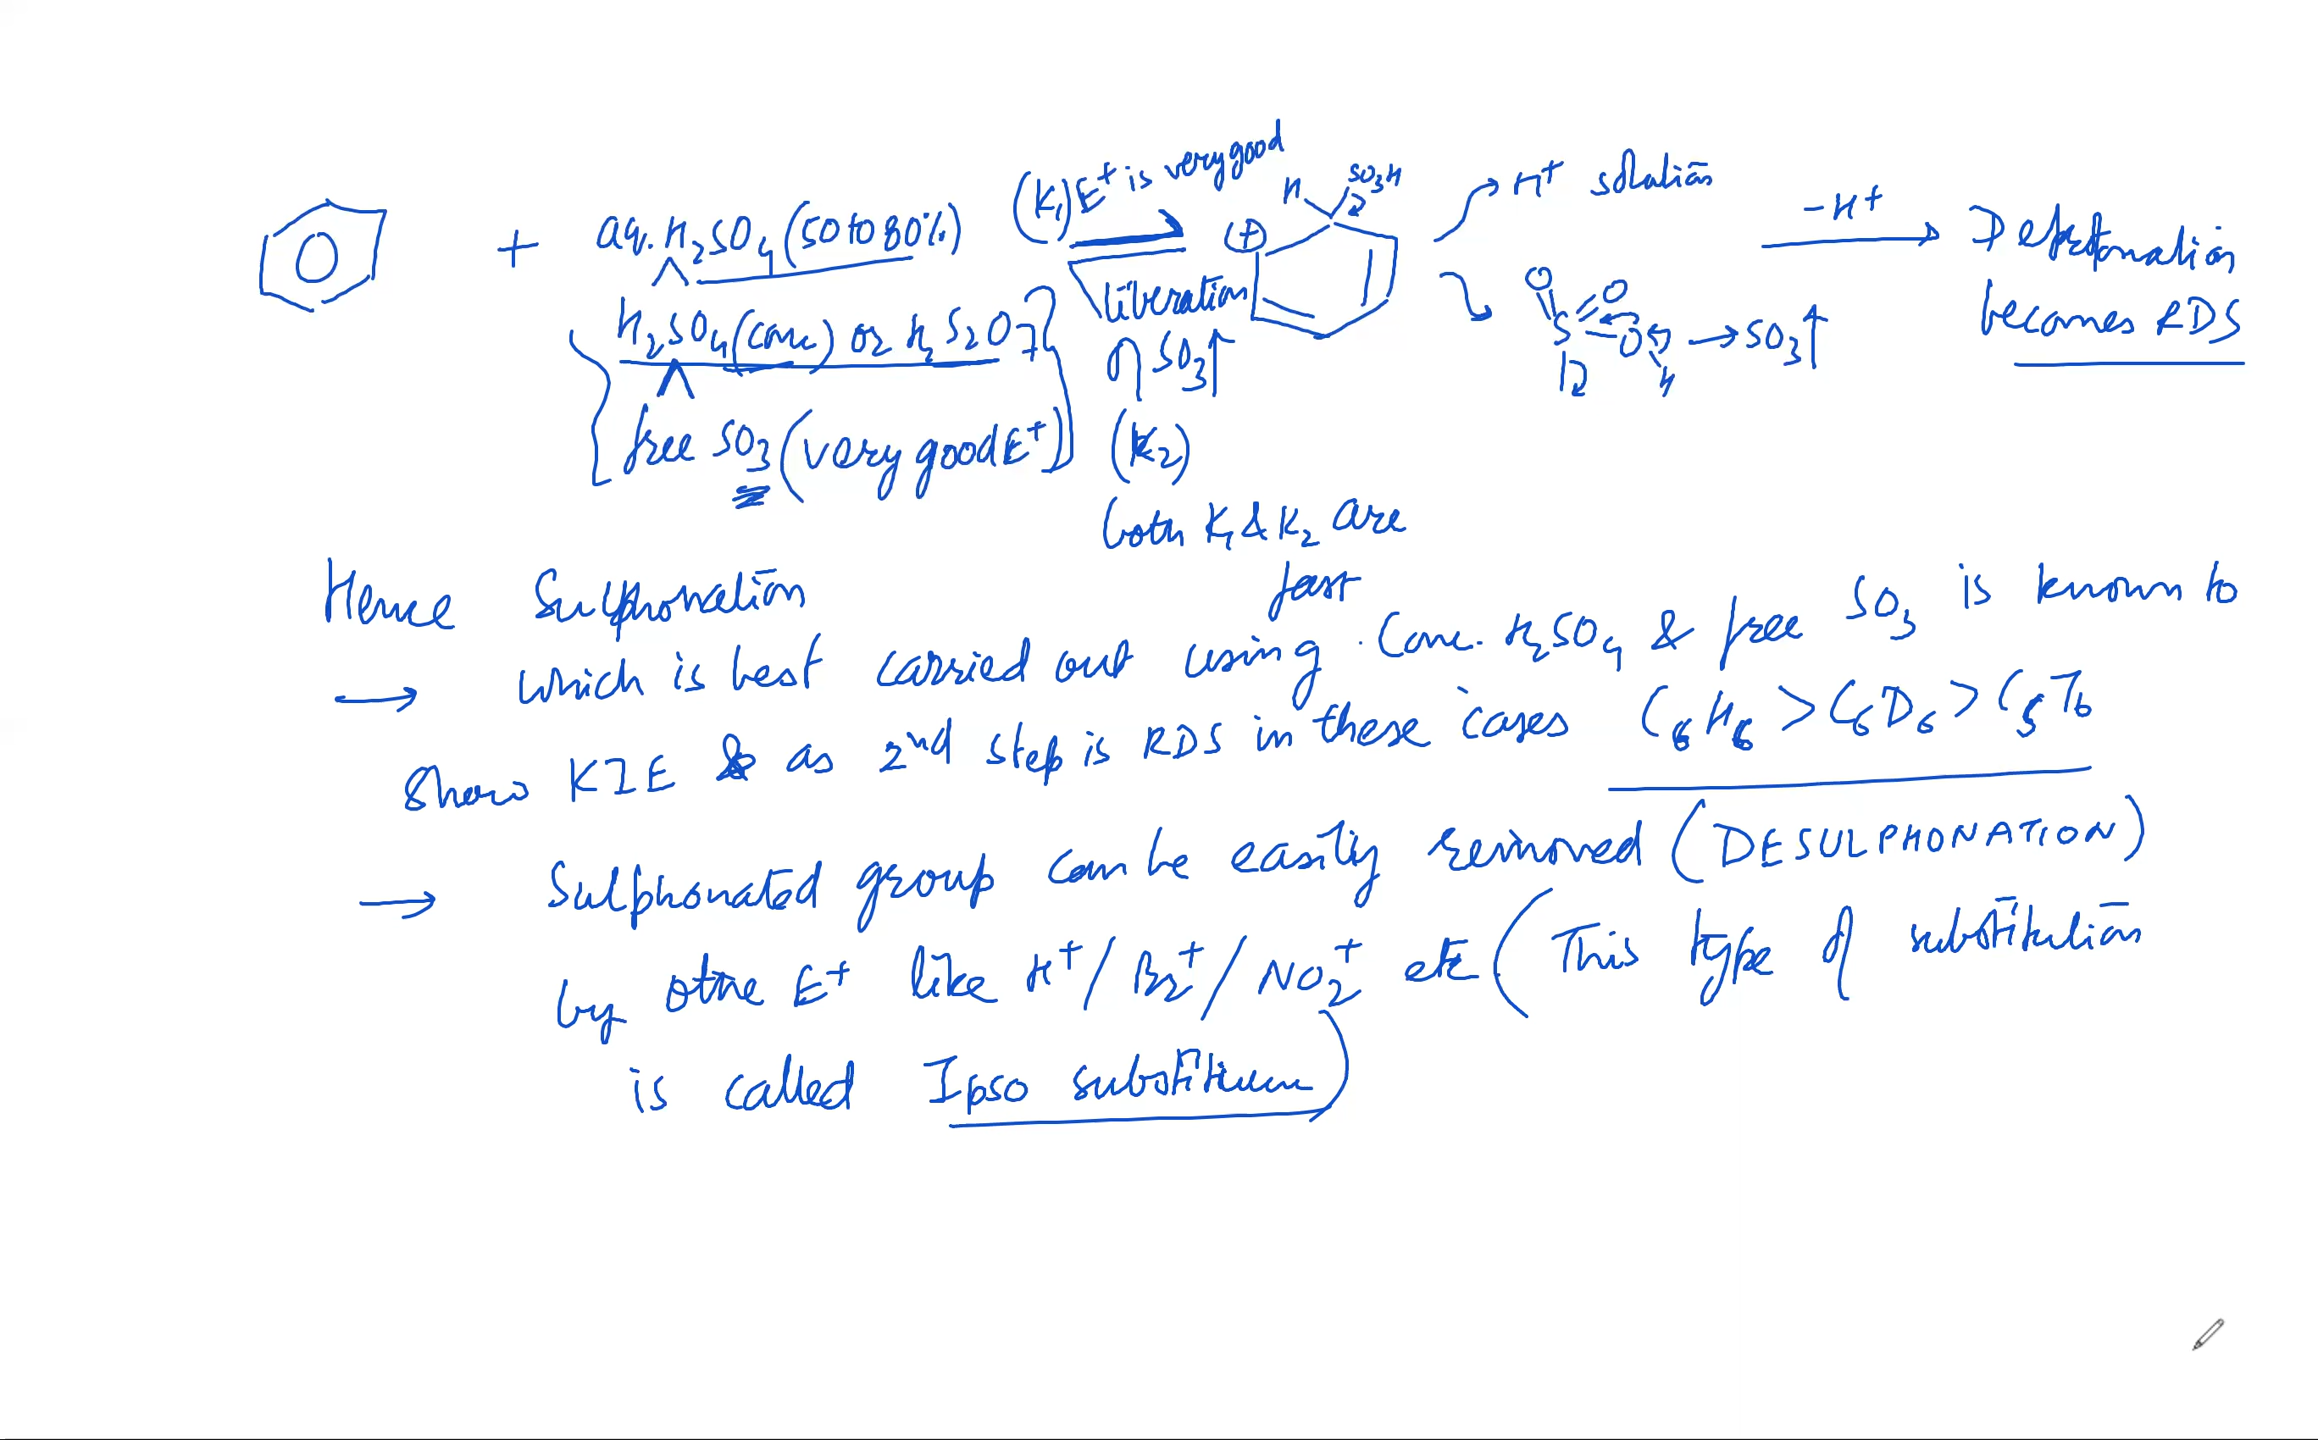 + aq. H2SO4 (50 to 80%) (K1) E+ is very good H SO3H (+) → H+ solution -H+ Deprotonation becomes RDS
{H2SO4 (conc) or H2S2O7} liberation of SO3↑ O O S O H → SO3↑
free SO3 (very good E+) (K2)
both K1 & K2 are fast
Hence Sulphonation
→ which is best carried out using Conc. H2SO4 & free SO3 is known to
show KIE & as 2nd step is RDS in these cases C6H6 > C6D6 > C6T6
→ Sulphonated group can be easily removed (DESULPHONATION)
by othe E+ like H+/ Br+/ NO2+ etc (This type of substitution
is called Ipso substitution)